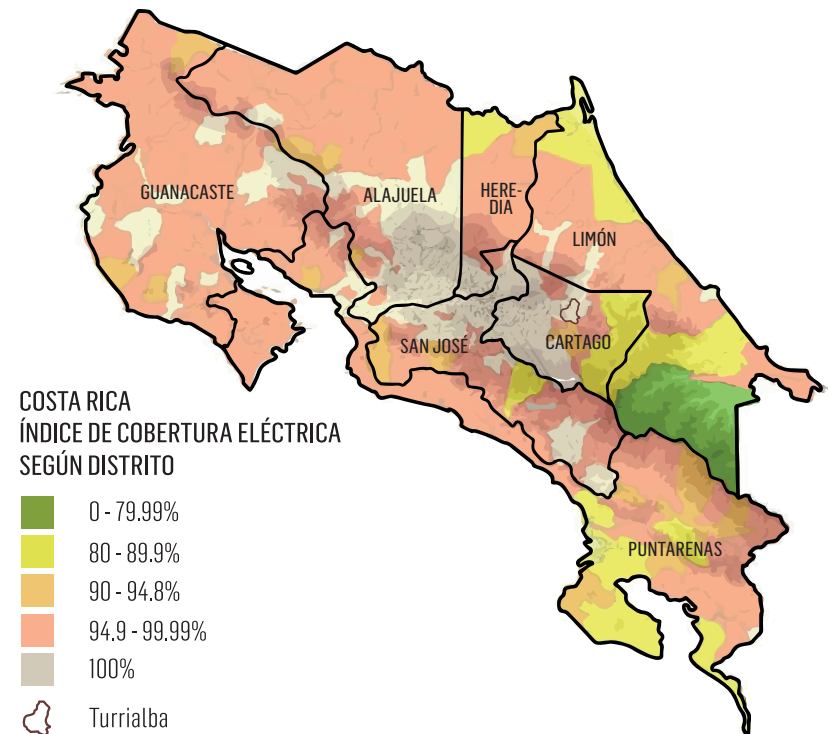 GUANACASTE
ALAJUELA
HERE-
DIA
LIMÓN
SAN JOSÉ
CARTAGO
PUNTARENAS
COSTA RICA
ÍNDICE DE COBERTURA ELÉCTRICA
SEGÚN DISTRITO
0 - 79.99%
80 - 89.9%
90 - 94.8%
94.9 - 99.99%
100%
Turrialba